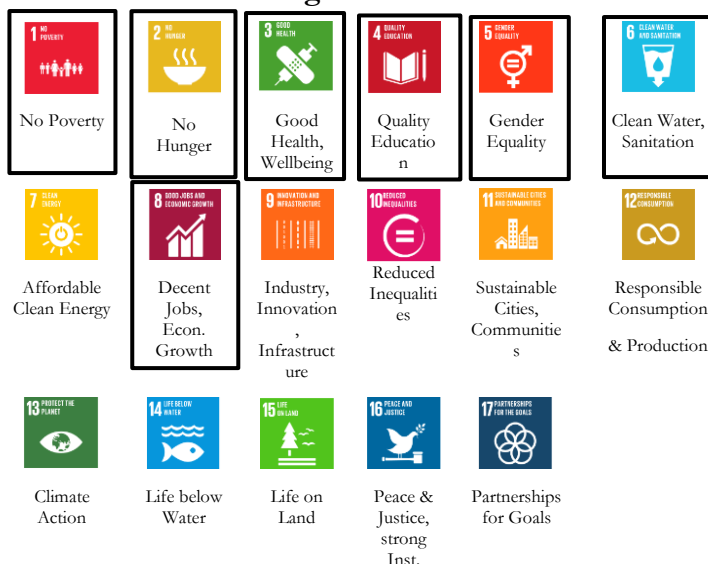 1 NO POVERTY
2 NO HUNGER
3 GOOD HEALTH
4 QUALITY EDUCATION
5 GENDER EQUALITY
6 CLEAN WATER AND SANITATION
No Poverty
No
Hunger
Good
Health,
Wellbeing
Quality
Educatio
n
Gender
Equality
Clean Water,
Sanitation
7 CLEAN ENERGY
8 GOOD JOBS AND ECONOMIC GROWTH
9 INNOVATION AND INFRASTRUCTURE
10 REDUCED INEQUALITIES
11 SUSTAINABLE CITIES AND COMMUNITIES
12 RESPONSIBLE CONSUMPTION
Affordable
Clean Energy
Decent
Jobs,
Econ.
Growth
Industry,
Innovation
,
Infrastruct
ure
Reduced
Inequaliti
es
Sustainable
Cities,
Communitie
s
Responsible
Consumption
& Production
13 PROTECT THE PLANET
14 LIFE BELOW WATER
15 LIFE ON LAND
16 PEACE AND JUSTICE
17 PARTNERSHIPS FOR THE GOALS
Climate
Action
Life below
Water
Life on
Land
Peace &
Justice,
strong
Inst.
Partnerships
for Goals